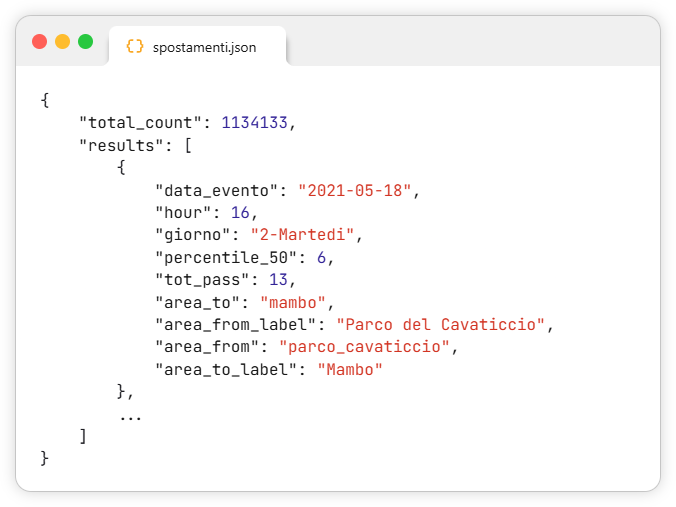 {} spostamenti.json
{
    "total_count": 1134133,
    "results": [
        {
            "data_evento": "2021-05-18",
            "hour": 16,
            "giorno": "2-Martedi",
            "percentile_50": 6,
            "tot_pass": 13,
            "area_to": "mambo",
            "area_from_label": "Parco del Cavaticcio",
            "area_from": "parco_cavaticcio",
            "area_to_label": "Mambo"
        },
        ...
    ]
}